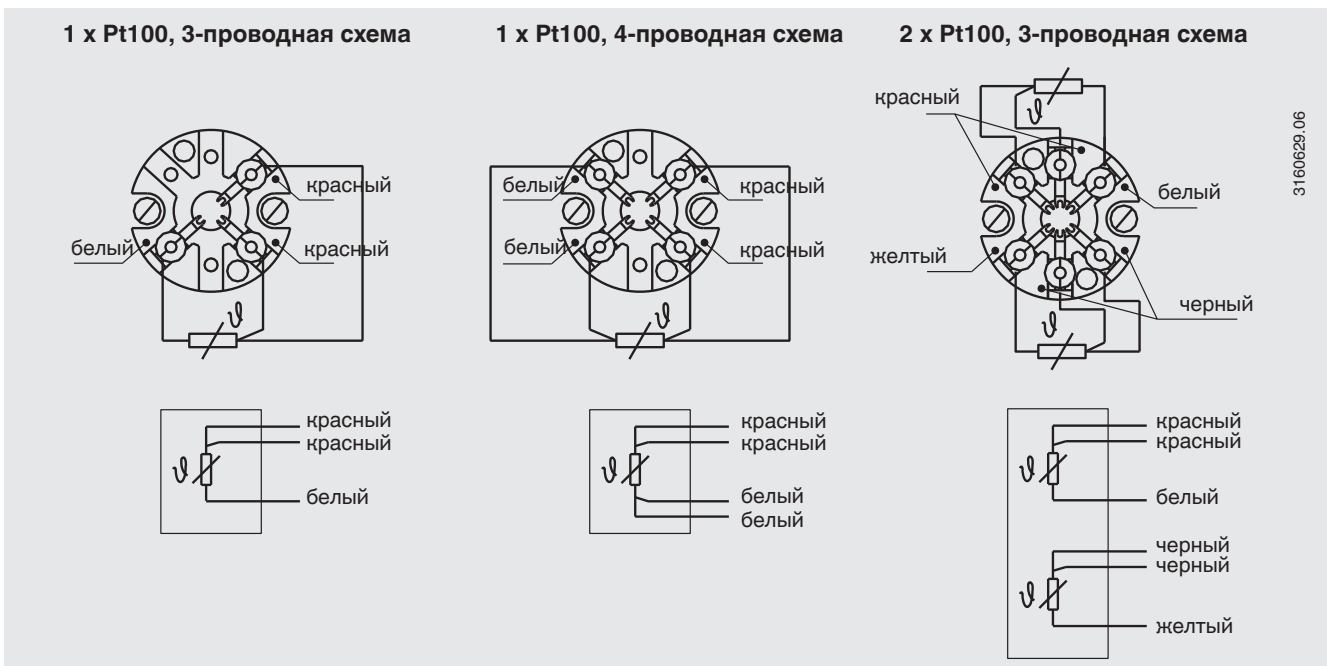 1 x Pt100, 3-проводная схема
красный
белый
красный
ϑ
красный
красный
ϑ
белый
1 x Pt100, 4-проводная схема
белый
красный
белый
красный
ϑ
красный
красный
ϑ
белый
белый
2 x Pt100, 3-проводная схема
красный
ϑ
белый
желтый
черный
ϑ
красный
красный
ϑ
белый
черный
черный
ϑ
желтый
3160629.06